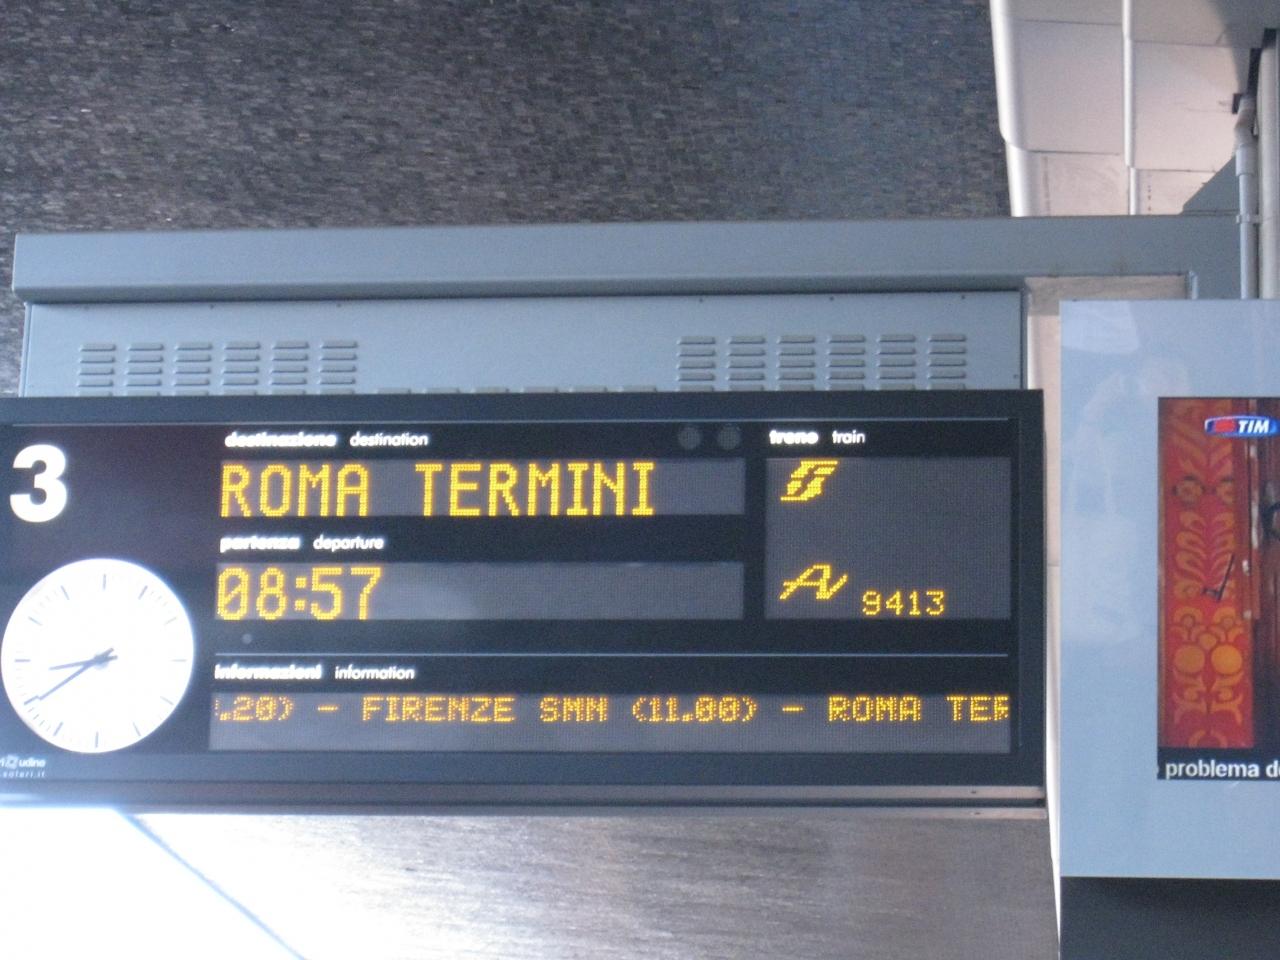 3
destinazione destination
ROMA TERMINI
treno train
AV 9413
partenza departure
08:57
informazioni information
.20) - FIRENZE SMN (11.00) - ROMA TER
udine
TIM
problema d